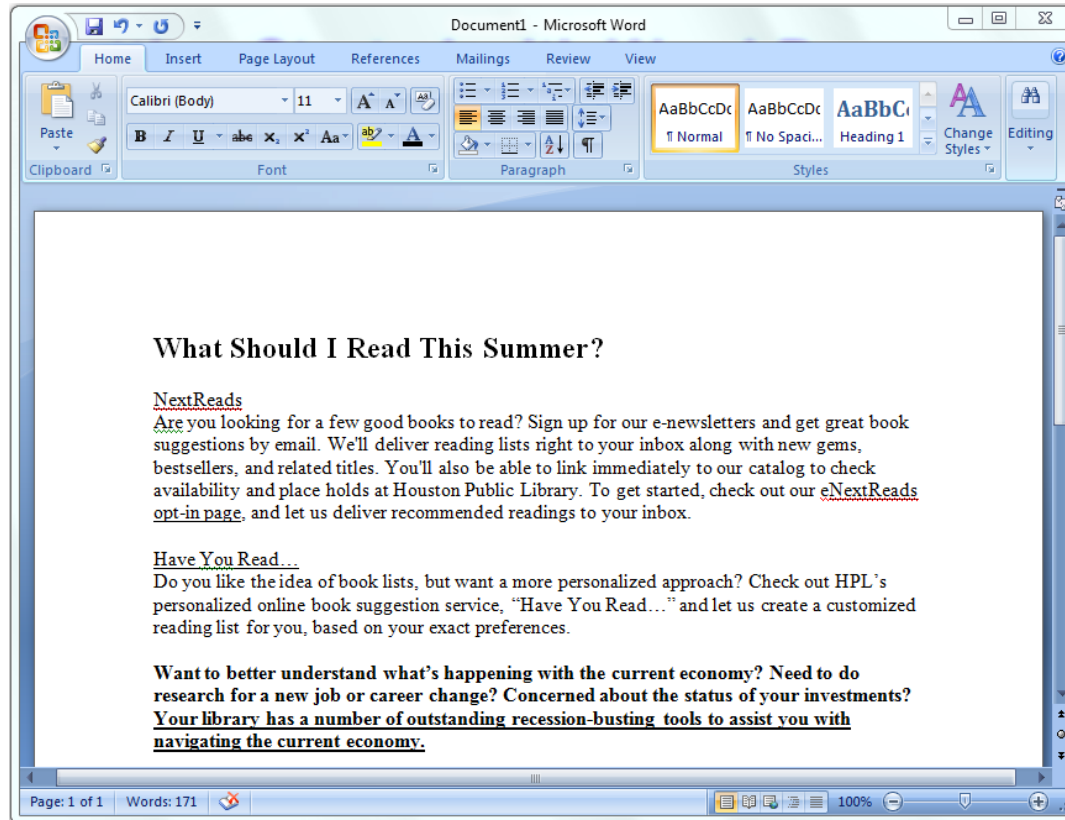 Document1 - Microsoft Word
Home Insert Page Layout References Mailings Review View
Calibri (Body) 11 A A Aa
Paste
B I U abc x₂ x² Aa ab A
AaBbCcDc AaBbCcDc AaBbC
¶ Normal ¶ No Spaci... Heading 1
Change Styles
Editing
Clipboard Font Paragraph Styles
What Should I Read This Summer?
NextReads
Are you looking for a few good books to read? Sign up for our e-newsletters and get great book
suggestions by email. We'll deliver reading lists right to your inbox along with new gems,
bestsellers, and related titles. You'll also be able to link immediately to our catalog to check
availability and place holds at Houston Public Library. To get started, check out our eNextReads
opt-in page, and let us deliver recommended readings to your inbox.
Have You Read…
Do you like the idea of book lists, but want a more personalized approach? Check out HPL’s
personalized online book suggestion service, “Have You Read…” and let us create a customized
reading list for you, based on your exact preferences.
Want to better understand what’s happening with the current economy? Need to do
research for a new job or career change? Concerned about the status of your investments?
Your library has a number of outstanding recession-busting tools to assist you with
navigating the current economy.
Page: 1 of 1 Words: 171 100%